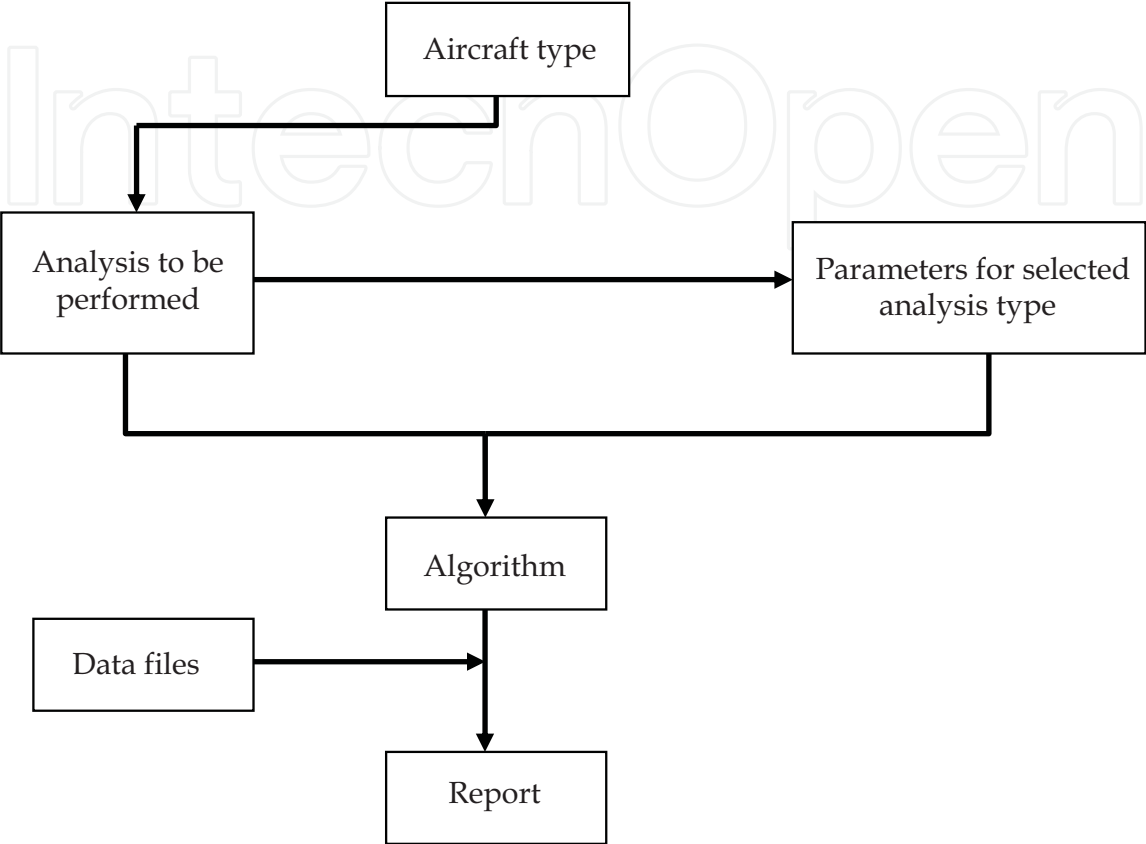 IntechOpen
Aircraft type
Analysis to be
performed
Parameters for selected
analysis type
Algorithm
Data files
Report